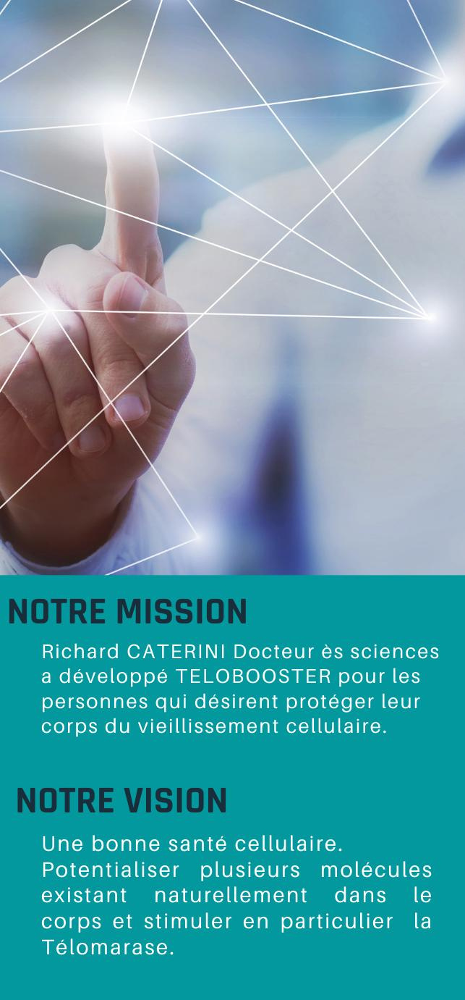 NOTRE MISSION
Richard CATERINI Docteur ès sciences
a développé TELOBOOSTER pour les
personnes qui désirent protéger leur
corps du vieillissement cellulaire.
NOTRE VISION
Une bonne santé cellulaire.
Potentialiser plusieurs molécules
existant naturellement dans le
corps et stimuler en particulier la
Télomarase.